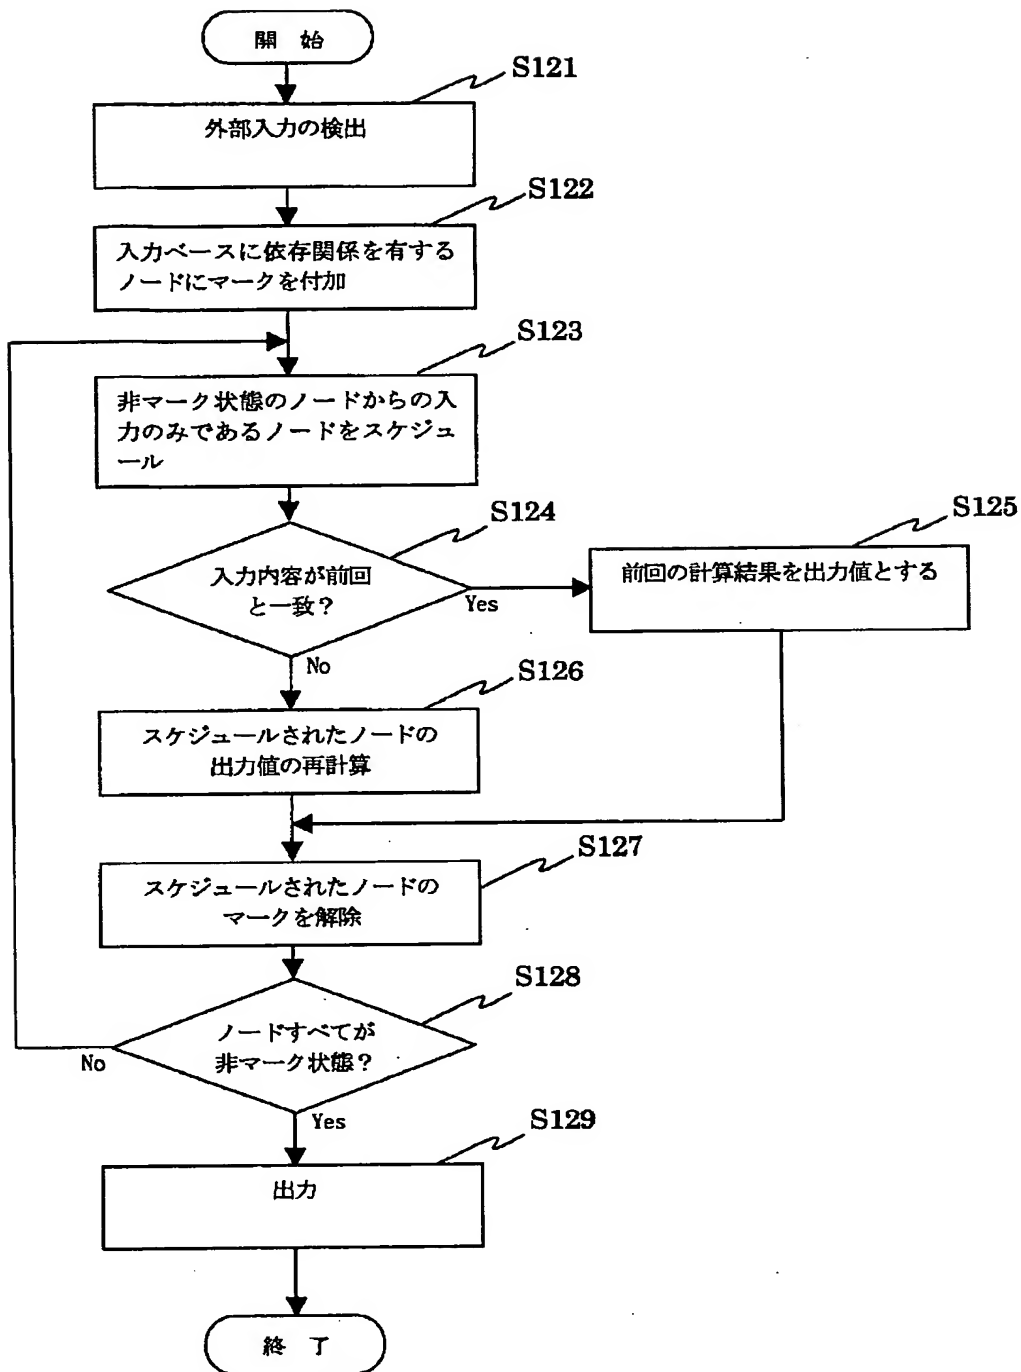 開 始
S121
外部入力の検出
S122
入力ベースに依存関係を有する
ノードにマークを付加
S123
非マーク状態のノードからの入
力のみであるノードをスケジュ
ール
S124
入力内容が前回
と一致？
Yes
S125
前回の計算結果を出力値とする
No
S126
スケジュールされたノードの
出力値の再計算
S127
スケジュールされたノードの
マークを解除
S128
ノードすべてが
非マーク状態？
No
Yes
S129
出力
終 了